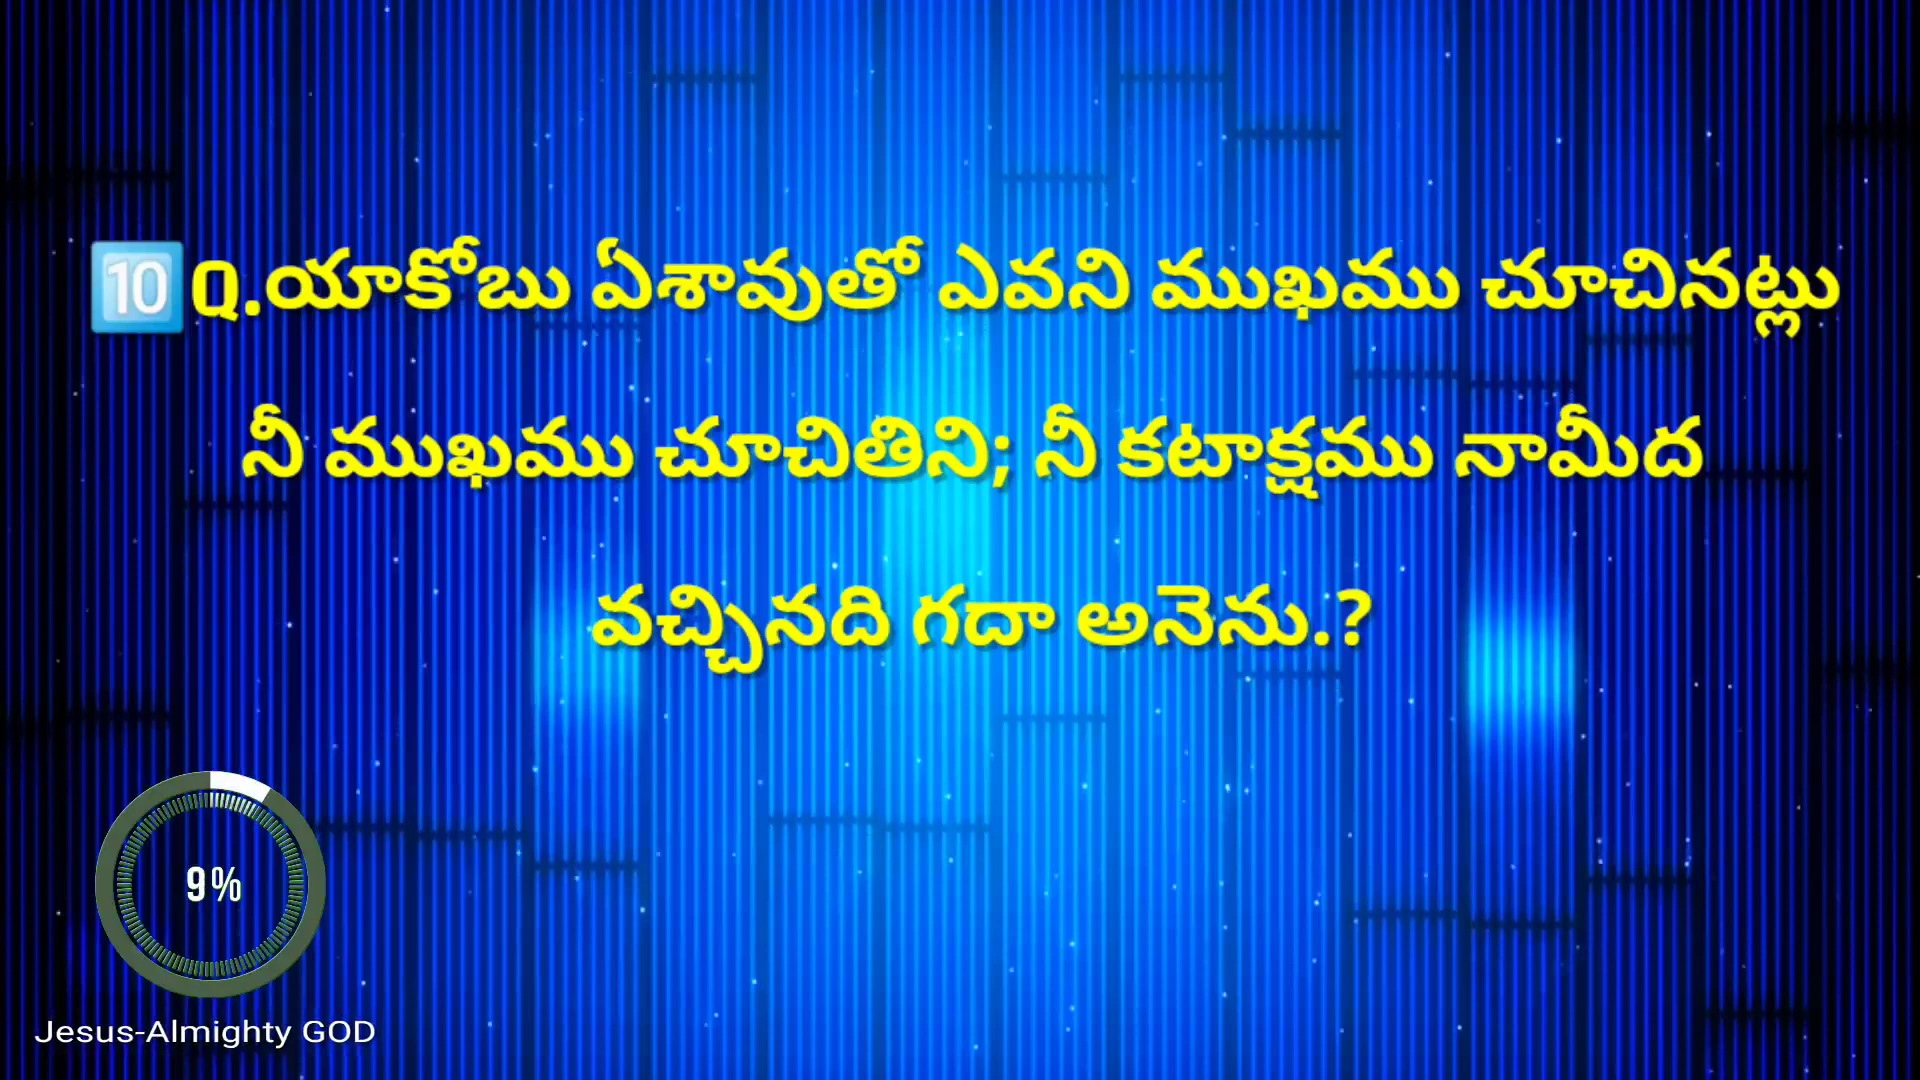 🔟Q.యాకోబు ఏశావుతో ఎవని ముఖము చూచినట్లు
నీ ముఖము చూచితిని; నీ కటాక్షము నామీద
వచ్చినది గదా అనెను.?
9%
Jesus-Almighty GOD